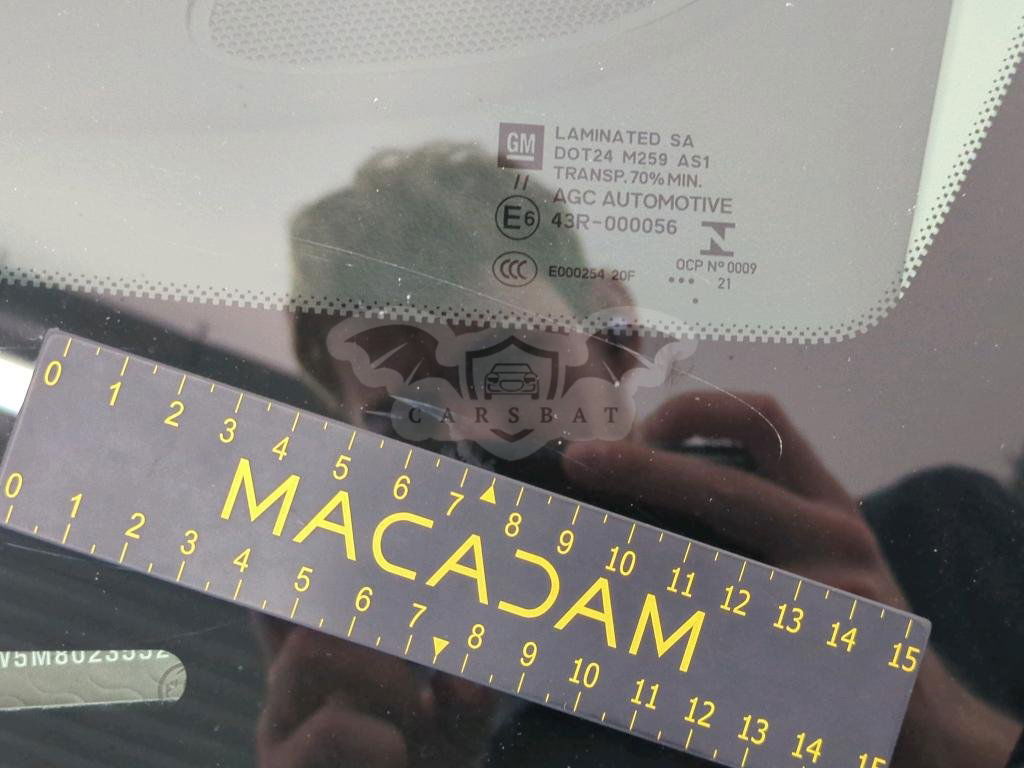 GM LAMINATED SA
DOT24 M259 AS1
TRANSP. 70% MIN.
//
AGC AUTOMOTIVE
E6 43R-000056
CCC E000254 20F
OCP Nº 0009
21
CARSBAT
0 1 2 3 4 5 6 7 8 9 10 11 12 13 14 15
MACADAM
0 1 2 3 4 5 6 7 8 9 10 11 12 13 14 15